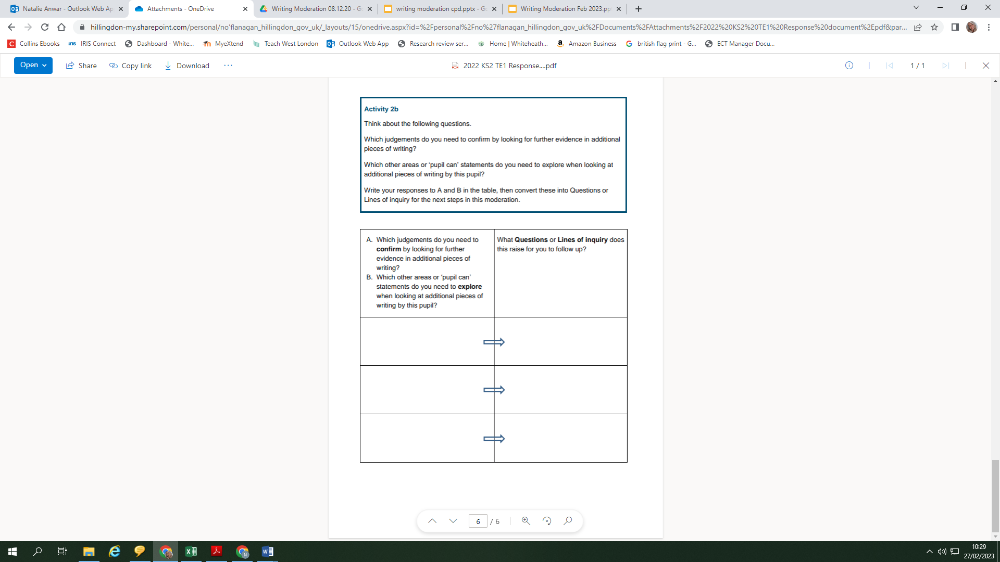 Natalie Anwar - Outlook Web Ap
Attachments - OneDrive
Writing Moderation 08.12.20 - G
writing moderation cpd.pptx - Go
Writing Moderation Feb 2023.pp
hillingdon-my.sharepoint.com/personal/no'flanagan_hillingdon_gov_uk/_layouts/15/onedrive.aspx?id=%2Fpersonal%2Fno%27flanagan_hillingdon_gov_uk%2FDocuments%2FAttachments%2F2022%20KS2%20TE1%20Response%20document%2Epdf&par...
Collins Ebooks
IRIS Connect
Dashboard - White...
MyeXtend
Teach West London
Outlook Web App
Research review ser...
Home | Whiteheath...
Amazon Business
british flag print - G...
ECT Manager Docu...
Open
Share
Copy link
Download
2022 KS2 TE1 Response....pdf
1 / 1
Activity 2b
Think about the following questions.
Which judgements do you need to confirm by looking for further evidence in additional
pieces of writing?
Which other areas or ‘pupil can’ statements do you need to explore when looking at
additional pieces of writing by this pupil?
Write your responses to A and B in the table, then convert these into Questions or
Lines of inquiry for the next steps in this moderation.
A. Which judgements do you need to
confirm by looking for further
evidence in additional pieces of
writing?
B. Which other areas or ‘pupil can’
statements do you need to explore
when looking at additional pieces of
writing by this pupil?
What Questions or Lines of inquiry does
this raise for you to follow up?
6 / 6
10:29
27/02/2023